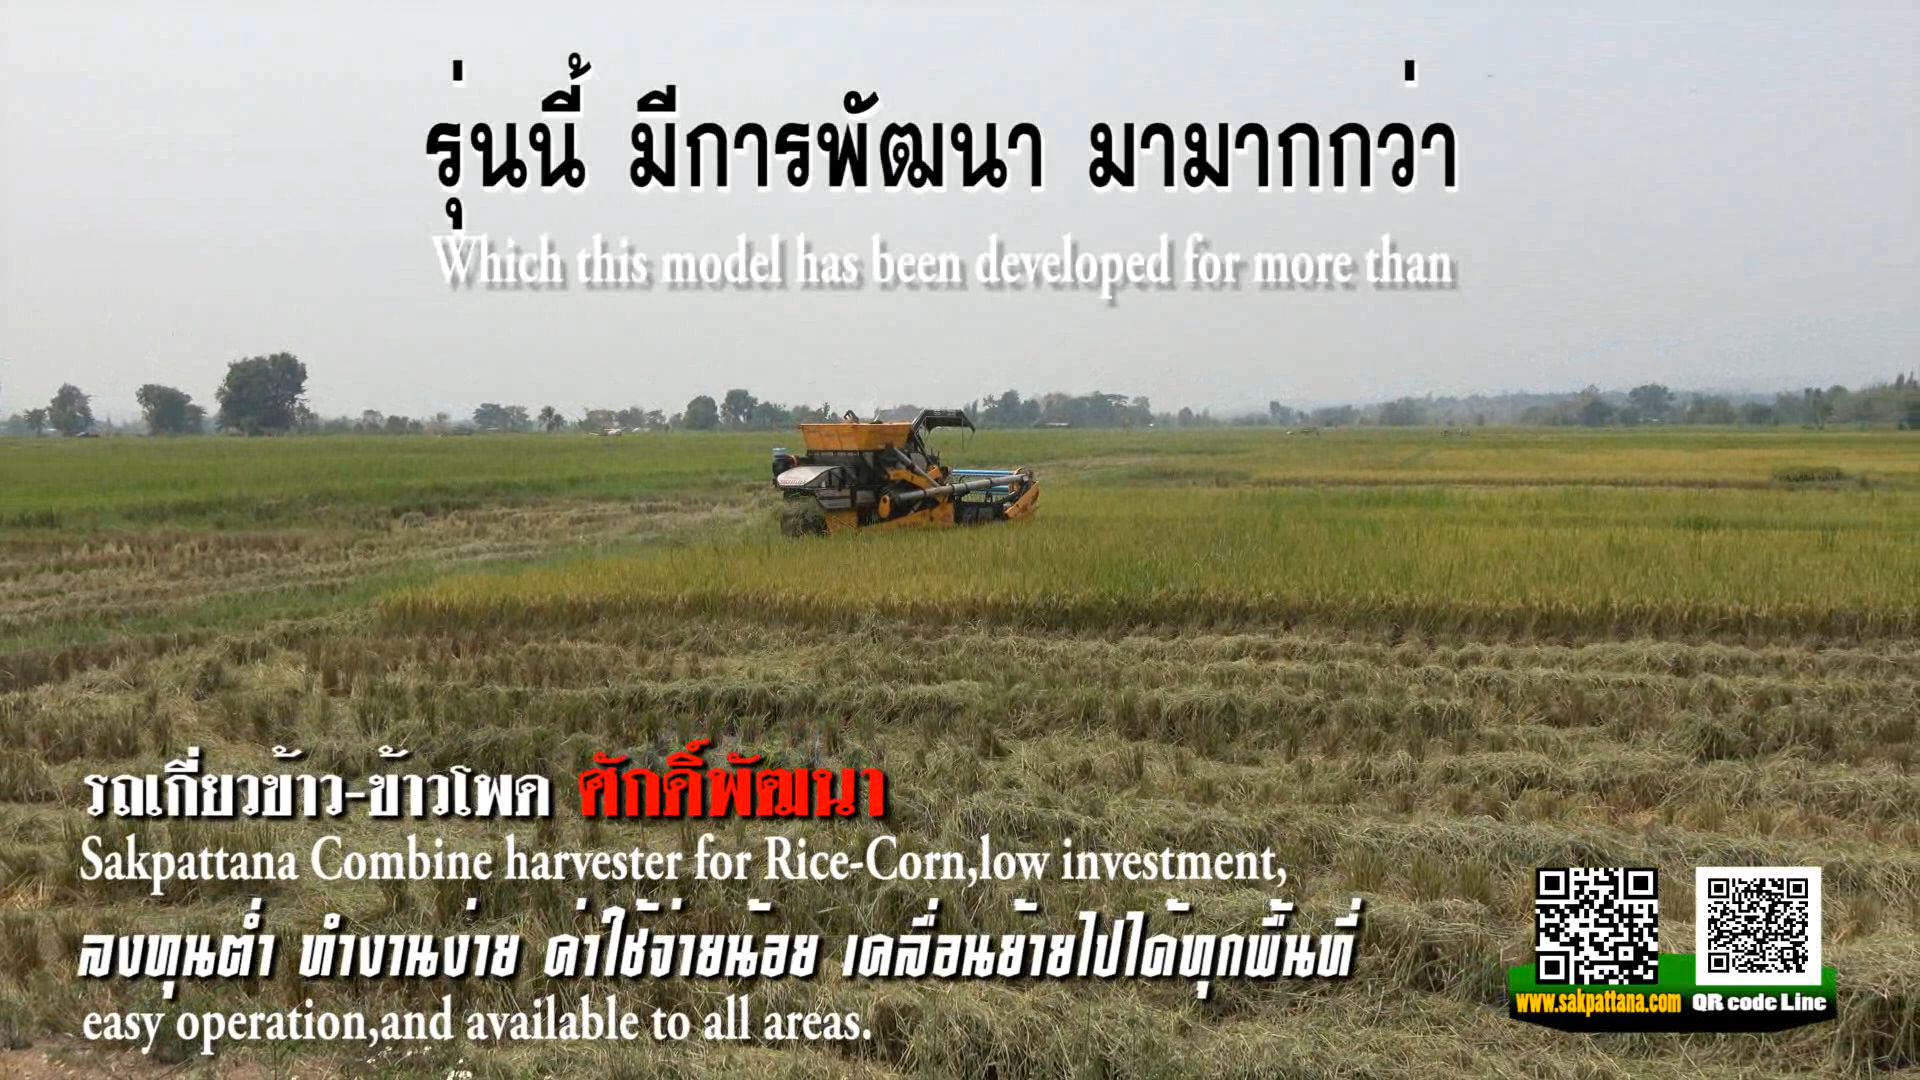 รุ่นนี้ มีการพัฒนา มามากกว่า
Which this model has been developed for more than
รถเกี่ยวข้าว-ข้าวโพด ศักดิ์พัฒนา
Sakpattana Combine harvester for Rice-Corn,low investment,
ลงทุนต่ำ ทำงานง่าย ค่าใช้จ่ายน้อย เคลื่อนย้ายไปได้ทุกพื้นที่
easy operation,and available to all areas.
www.sakpattana.com QR code Line